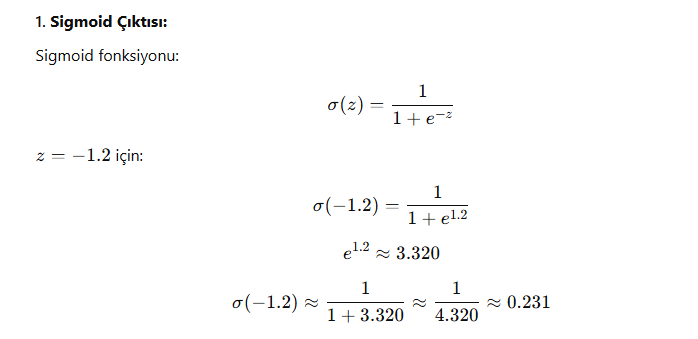 1. Sigmoid Çıktısı:
Sigmoid fonksiyonu:
σ(z) = 1 / (1 + e^{−z})
z = −1.2 için:
σ(−1.2) = 1 / (1 + e^{1.2})
e^{1.2} ≈ 3.320
σ(−1.2) ≈ 1 / (1 + 3.320) ≈ 1 / 4.320 ≈ 0.231